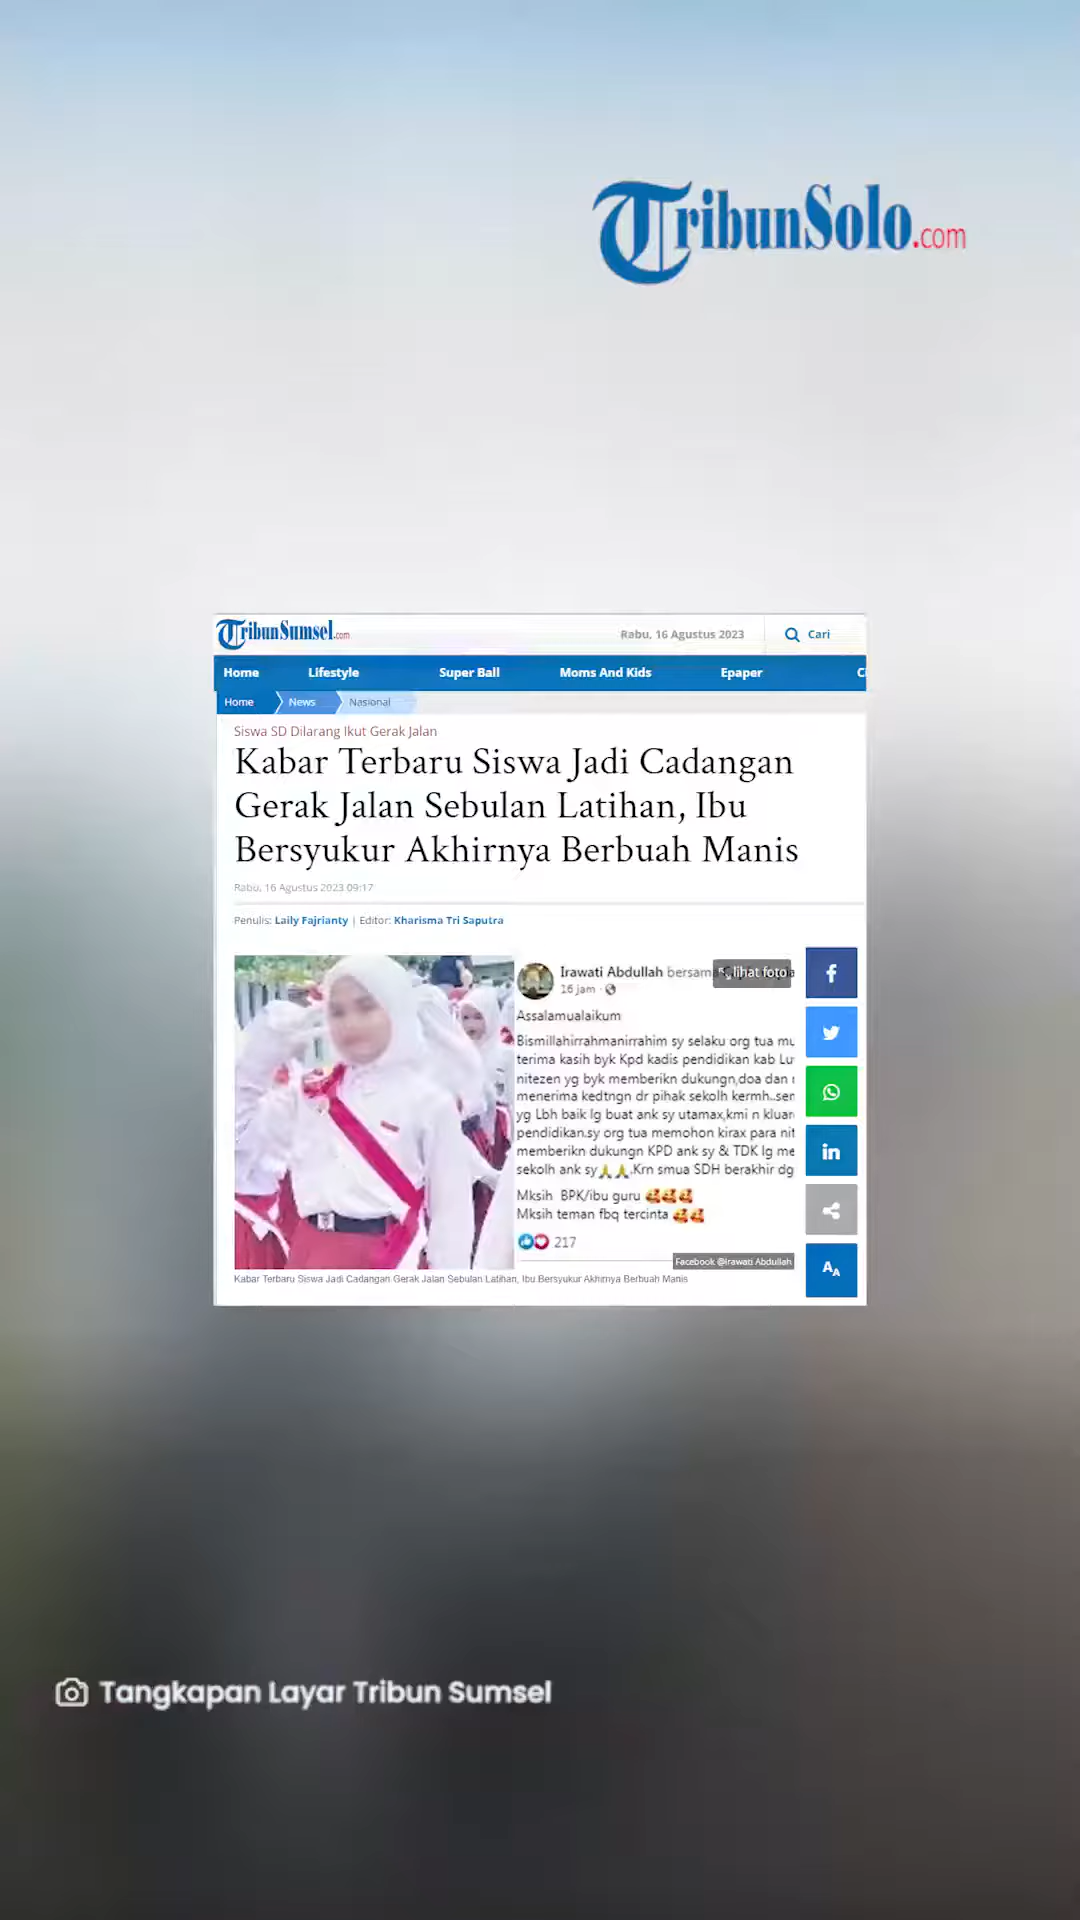 TribunSolo.com
TribunSumsel.com
Rabu, 16 Agustus 2023
Cari
Home Lifestyle Super Ball Moms And Kids Epaper
Home News Nasional
Siswa SD Dilarang Ikut Gerak Jalan
Kabar Terbaru Siswa Jadi Cadangan
Gerak Jalan Sebulan Latihan, Ibu
Bersyukur Akhirnya Berbuah Manis
Rabu, 16 Agustus 2023 09:17
Penulis: Laily Fajrianty | Editor: Kharisma Tri Saputra
Irawati Abdullah bersama
lihat foto
16 jam
Assalamualaikum
Bismillahirrahmanirrahim sy selaku org tua
terima kasih byk Kpd kadis pendidikan kab
nitezen yg byk memberikn dukungn,doa dan
menerima kedtngn dr pihak sekolh kermh..
yg Lbh baik lg buat ank sy utamax,kmi n
pendidikan.sy org tua memohon kirax para
memberikn dukungn KPD ank sy & TDK lg
sekolh ank sy🙏🙏.Krn smua SDH berakhir
Mksih BPK/ibu guru 🥰🥰🥰
Mksih teman fbq tercinta 🥰🥰
217
Facebook @Irawati Abdullah
Kabar Terbaru Siswa Jadi Cadangan Gerak Jalan Sebulan Latihan, Ibu Bersyukur Akhirnya Berbuah Manis
Tangkapan Layar Tribun Sumsel